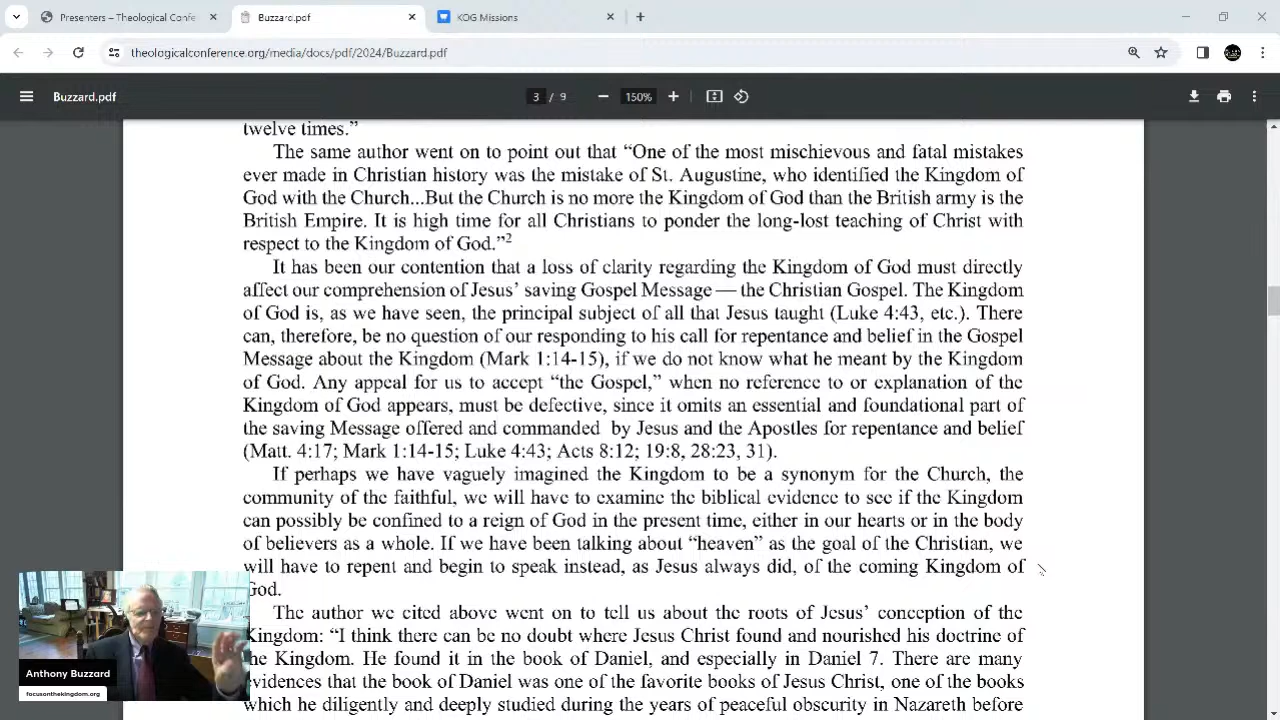 Presenters – Theological Confe
Buzzard.pdf
KOG Missions
theologicalconference.org/media/docs/pdf/2024/Buzzard.pdf
Buzzard.pdf
3 / 9
150%
twelve times.”
The same author went on to point out that “One of the most mischievous and fatal mistakes
ever made in Christian history was the mistake of St. Augustine, who identified the Kingdom of
God with the Church...But the Church is no more the Kingdom of God than the British army is the
British Empire. It is high time for all Christians to ponder the long-lost teaching of Christ with
respect to the Kingdom of God.”2
It has been our contention that a loss of clarity regarding the Kingdom of God must directly
affect our comprehension of Jesus’ saving Gospel Message — the Christian Gospel. The Kingdom
of God is, as we have seen, the principal subject of all that Jesus taught (Luke 4:43, etc.). There
can, therefore, be no question of our responding to his call for repentance and belief in the Gospel
Message about the Kingdom (Mark 1:14-15), if we do not know what he meant by the Kingdom
of God. Any appeal for us to accept “the Gospel,” when no reference to or explanation of the
Kingdom of God appears, must be defective, since it omits an essential and foundational part of
the saving Message offered and commanded by Jesus and the Apostles for repentance and belief
(Matt. 4:17; Mark 1:14-15; Luke 4:43; Acts 8:12; 19:8, 28:23, 31).
If perhaps we have vaguely imagined the Kingdom to be a synonym for the Church, the
community of the faithful, we will have to examine the biblical evidence to see if the Kingdom
can possibly be confined to a reign of God in the present time, either in our hearts or in the body
of believers as a whole. If we have been talking about “heaven” as the goal of the Christian, we
will have to repent and begin to speak instead, as Jesus always did, of the coming Kingdom of
God.
The author we cited above went on to tell us about the roots of Jesus’ conception of the
Kingdom: “I think there can be no doubt where Jesus Christ found and nourished his doctrine of
the Kingdom. He found it in the book of Daniel, and especially in Daniel 7. There are many
evidences that the book of Daniel was one of the favorite books of Jesus Christ, one of the books
which he diligently and deeply studied during the years of peaceful obscurity in Nazareth before
Anthony Buzzard
focusonthekingdom.org